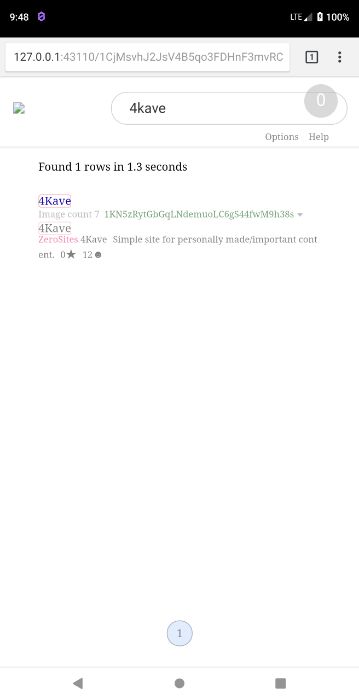 9:48 LTE 100%
127.0.0.1:43110/1CjMsvhJ2JsV4B5qo3FDHnF3mvRC 1
0
4kave
Options Help
Found 1 rows in 1.3 seconds
4Kave
Image count 7 1KN5zRytGbGqLNdemuoLC6gS44fwM9h38s
4Kave
ZeroSites 4Kave Simple site for personally made/important cont
ent. 0★ 12☻
1